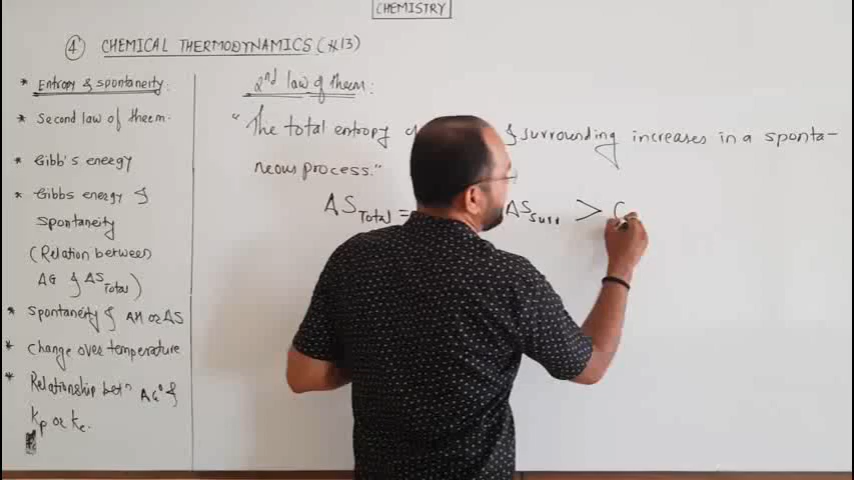 CHEMISTRY
4 CHEMICAL THERMODYNAMICS (#13)
* Entropy & spontaneity:
* Second law of therm.
* Gibb's energy
* Gibbs energy &
spontaneity
(Relation between
ΔG & ΔS Total)
* Spontaneity & ΔH or ΔS
* Change over temperature
* Relationship betn ΔG° &
Kp or Kc.
2nd law of therm:
"The total entropy & surrounding increases in a sponta-
neous process."
ΔS Total = ΔS surr >